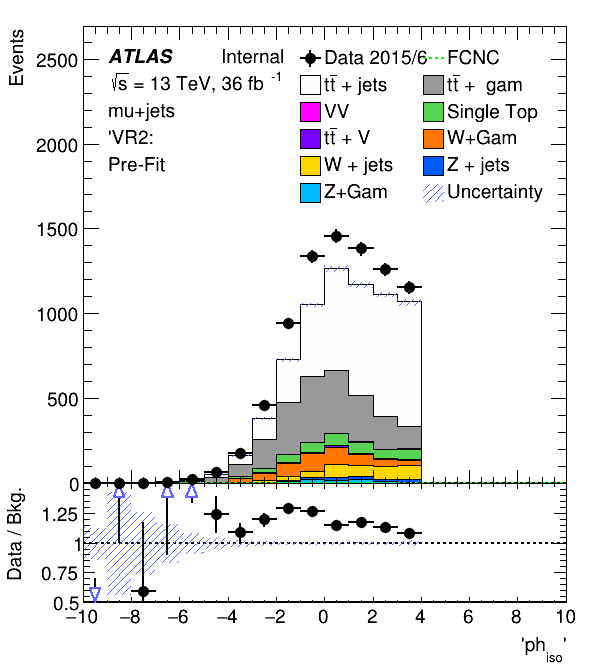 Events
2500
2000
1500
1000
500
0
ATLAS Internal
√s = 13 TeV, 36 fb -1
mu+jets
'VR2:
Pre-Fit
Data 2015/6 FCNC
tt̄ + jets tt̄ + gam
VV Single Top
tt̄ + V W+Gam
W + jets Z + jets
Z+Gam Uncertainty
Data / Bkg.
1.25
1
0.75
0.5
−10 −8 −6 −4 −2 0 2 4 6 8 10
'ph_iso'